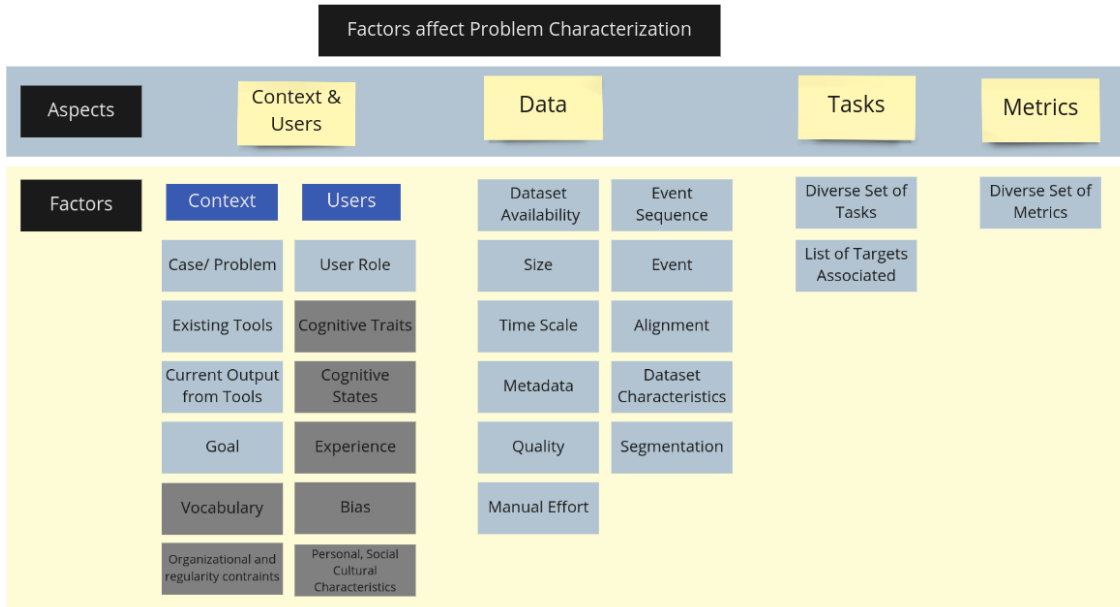 Factors affect Problem Characterization
Aspects
Context &
Users
Data
Tasks
Metrics
Factors
Context
Case/ Problem
Existing Tools
Current Output
from Tools
Goal
Vocabulary
Organizational and
regularity contraints
Users
User Role
Cognitive Traits
Cognitive
States
Experience
Bias
Personal, Social
Cultural
Characteristics
Dataset
Availability
Size
Time Scale
Metadata
Quality
Manual Effort
Event
Sequence
Event
Alignment
Dataset
Characteristics
Segmentation
Diverse Set of
Tasks
List of Targets
Associated
Diverse Set of
Metrics